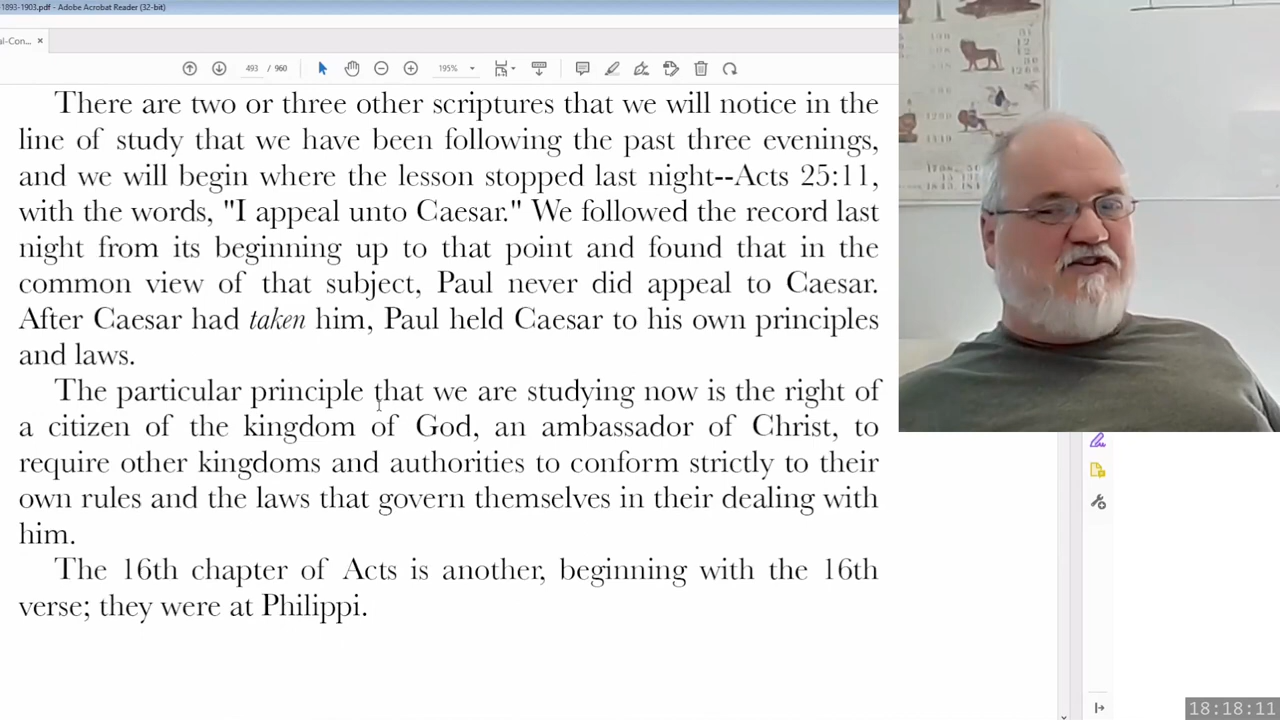 -1893-1903.pdf - Adobe Acrobat Reader (32-bit)
al-Con... ×
493 / 960
195%
There are two or three other scriptures that we will notice in the
line of study that we have been following the past three evenings,
and we will begin where the lesson stopped last night--Acts 25:11,
with the words, "I appeal unto Caesar." We followed the record last
night from its beginning up to that point and found that in the
common view of that subject, Paul never did appeal to Caesar.
After Caesar had taken him, Paul held Caesar to his own principles
and laws.
The particular principle that we are studying now is the right of
a citizen of the kingdom of God, an ambassador of Christ, to
require other kingdoms and authorities to conform strictly to their
own rules and the laws that govern themselves in their dealing with
him.
The 16th chapter of Acts is another, beginning with the 16th
verse; they were at Philippi.
18:18:11